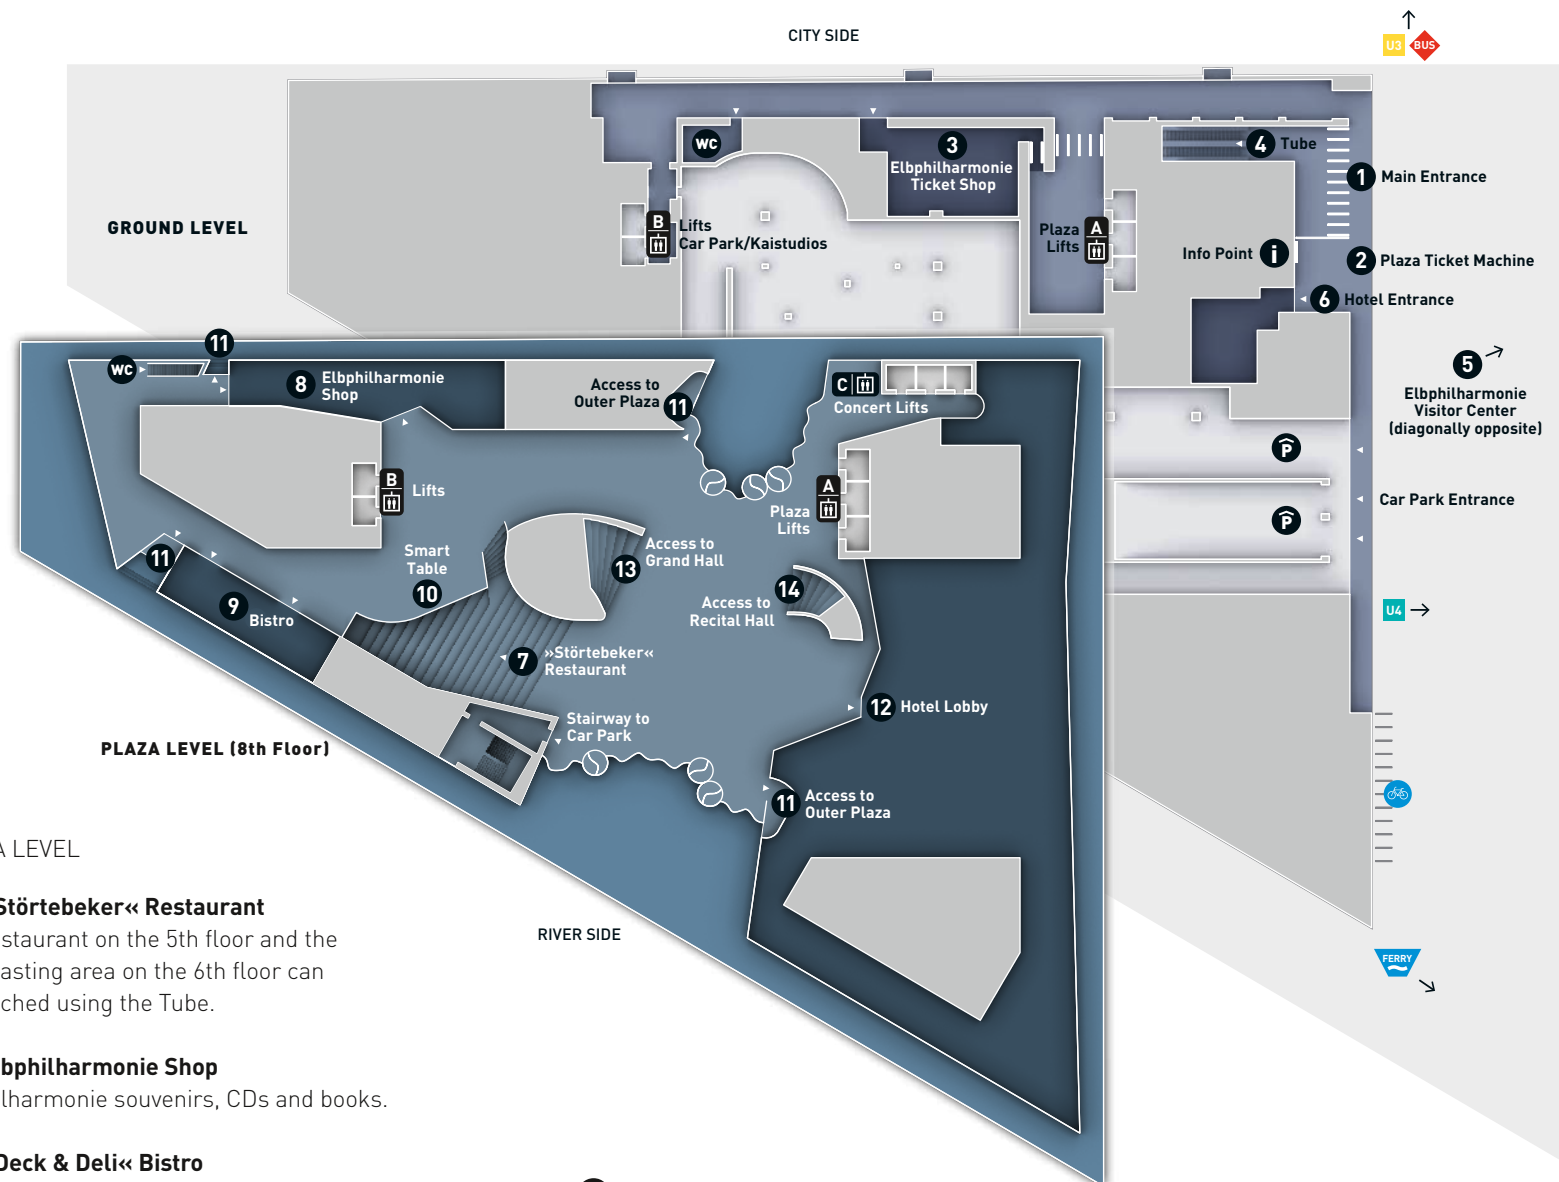 CITY SIDE
U3 BUS
WC
3
Elbphilharmonie
Ticket Shop
4 Tube
1 Main Entrance
GROUND LEVEL
B
Lifts
Car Park/Kaistudios
Plaza
Lifts
A
Info Point i
2 Plaza Ticket Machine
6 Hotel Entrance
5
Elbphilharmonie
Visitor Center
(diagonally opposite)
P
Car Park Entrance
P
U4
FERRY
WC
11
8 Elbphilharmonie
Shop
Access to
Outer Plaza
11
C
Concert Lifts
B
Lifts
A
Plaza
Lifts
Smart
Table
10
11
9 Bistro
13
Access to
Grand Hall
14
Access to
Recital Hall
7 »Störtebeker«
Restaurant
12 Hotel Lobby
Stairway to
Car Park
PLAZA LEVEL (8th Floor)
11 Access to
Outer Plaza
RIVER SIDE
A LEVEL
Störtebeker« Restaurant
staurant on the 5th floor and the
asting area on the 6th floor can
ched using the Tube.
bphilharmonie Shop
lharmonie souvenirs, CDs and books.
Deck & Deli« Bistro